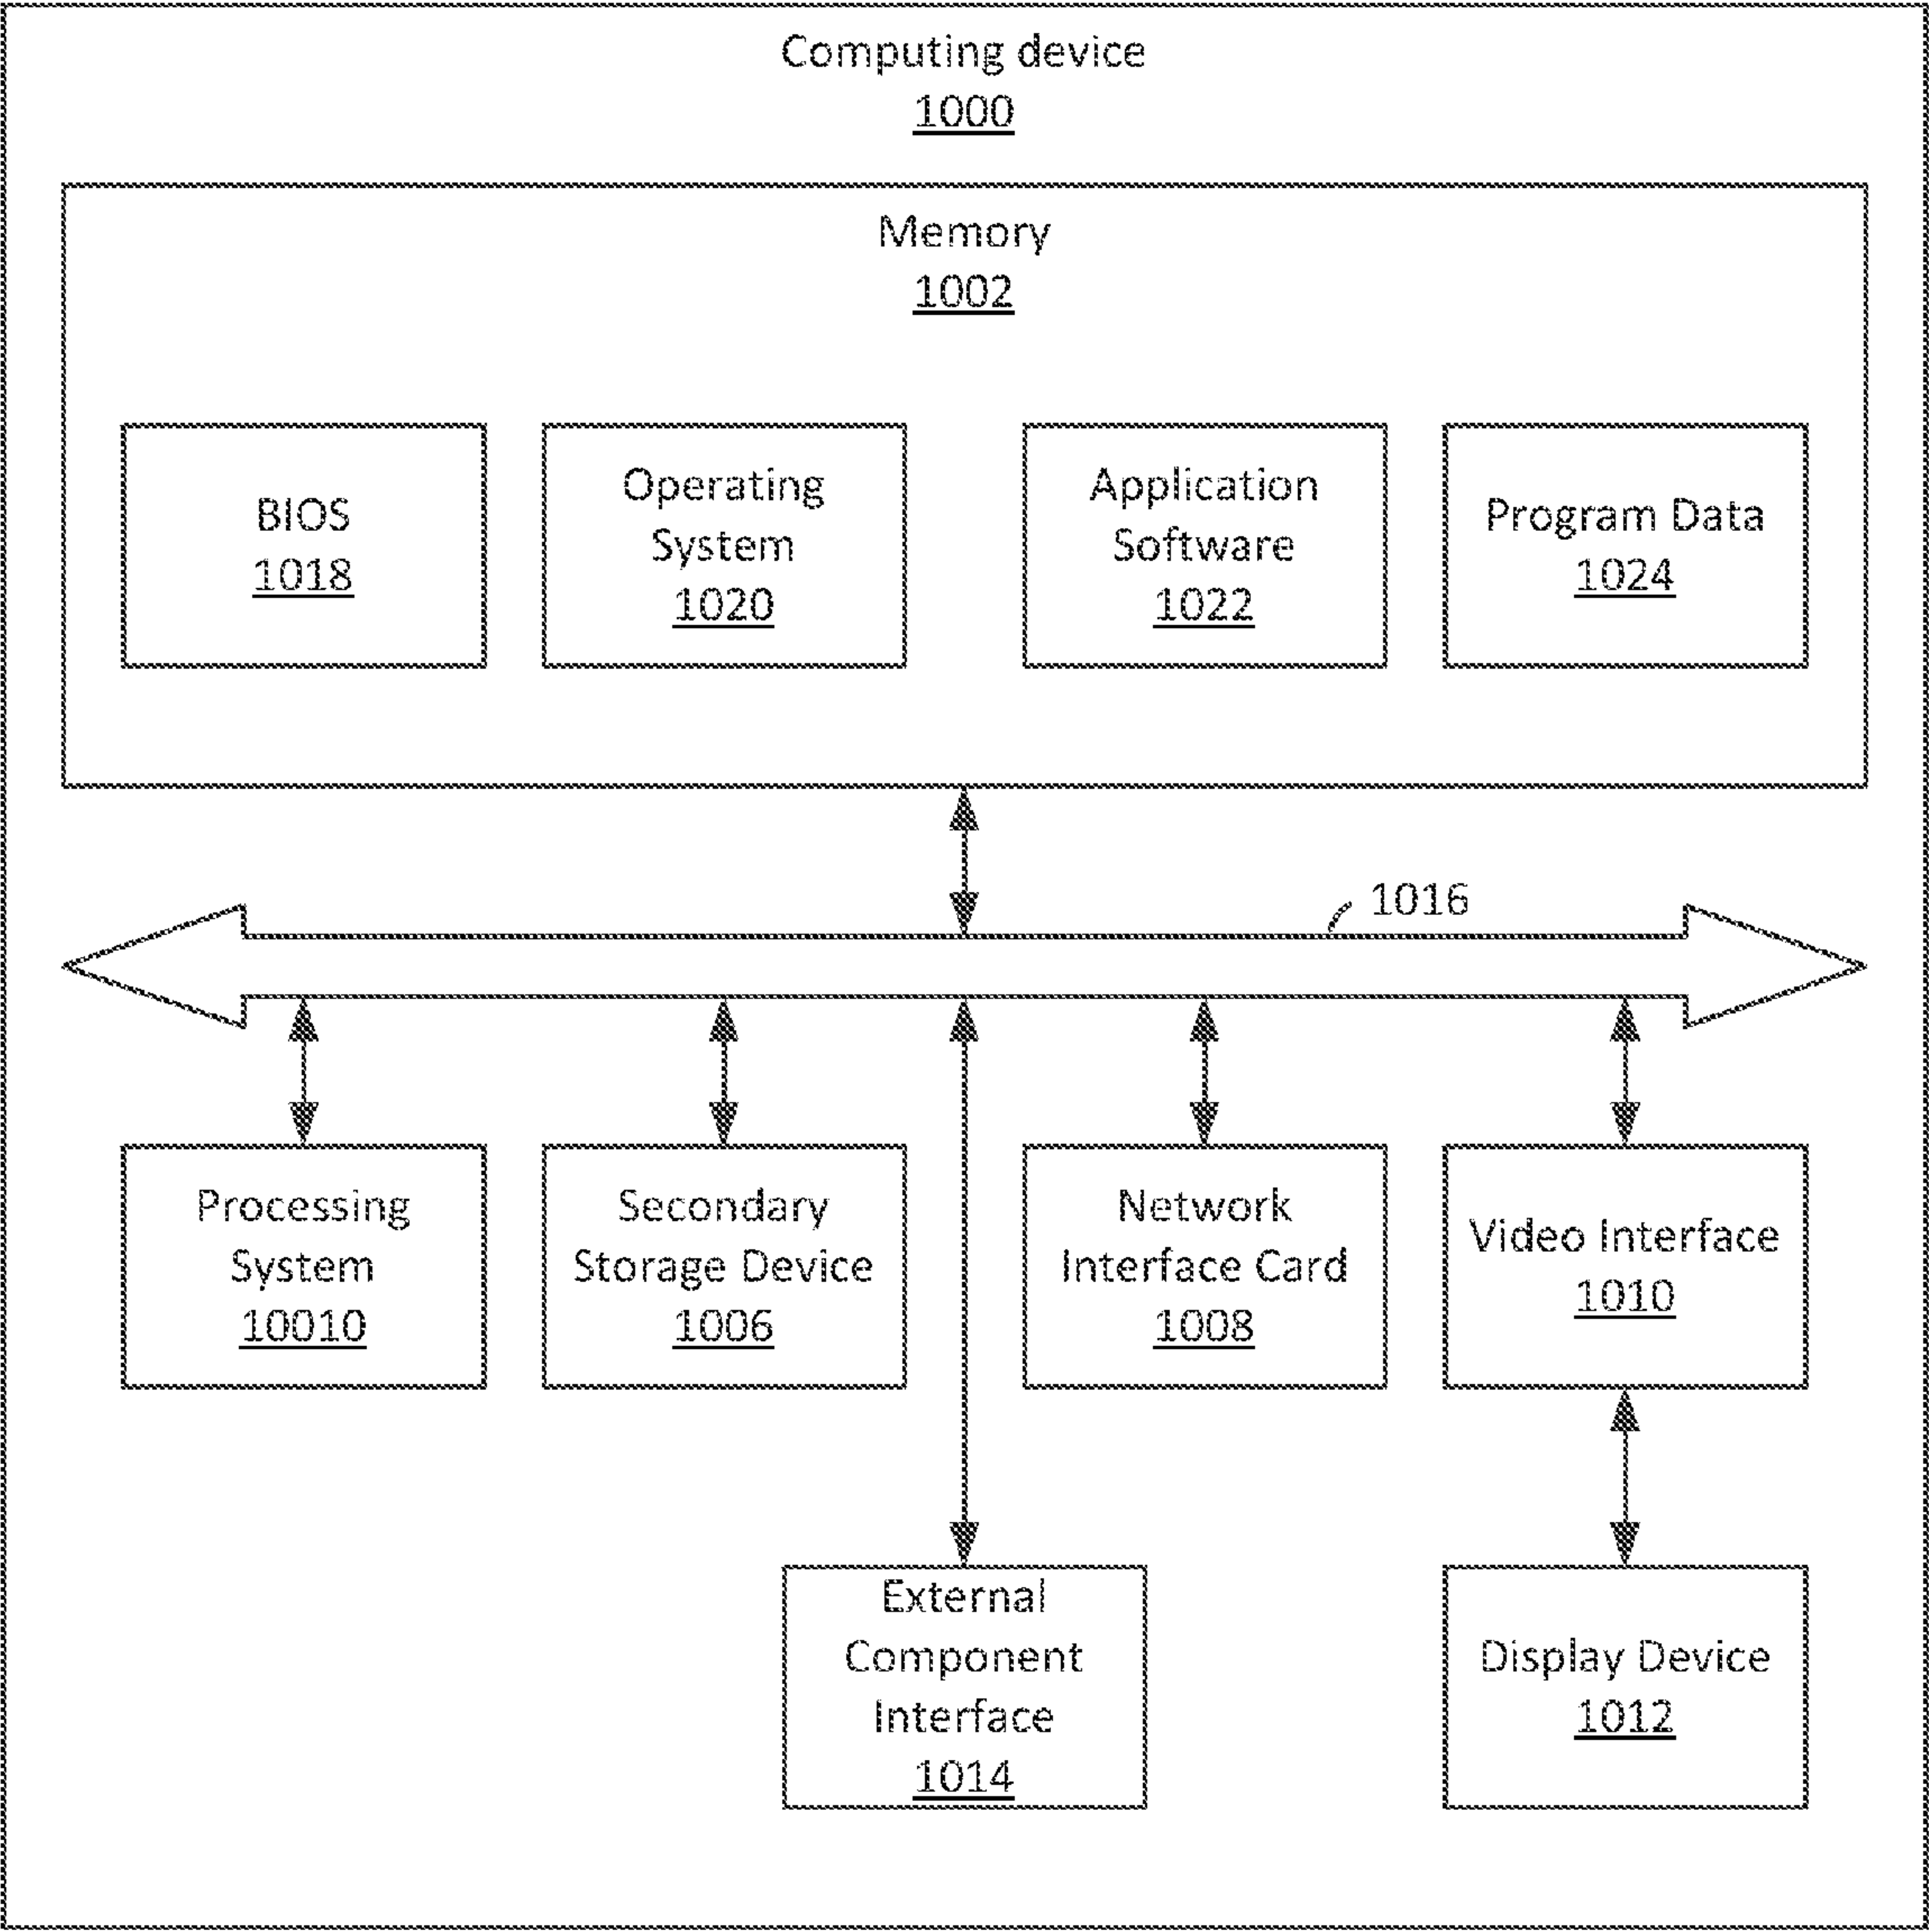 Computing device
1000
Memory
1002
BIOS
1018
Operating
System
1020
Application
Software
1022
Program Data
1024
1016
Processing
System
10010
Secondary
Storage Device
1006
Network
Interface Card
1008
Video Interface
1010
External
Component
Interface
1014
Display Device
1012